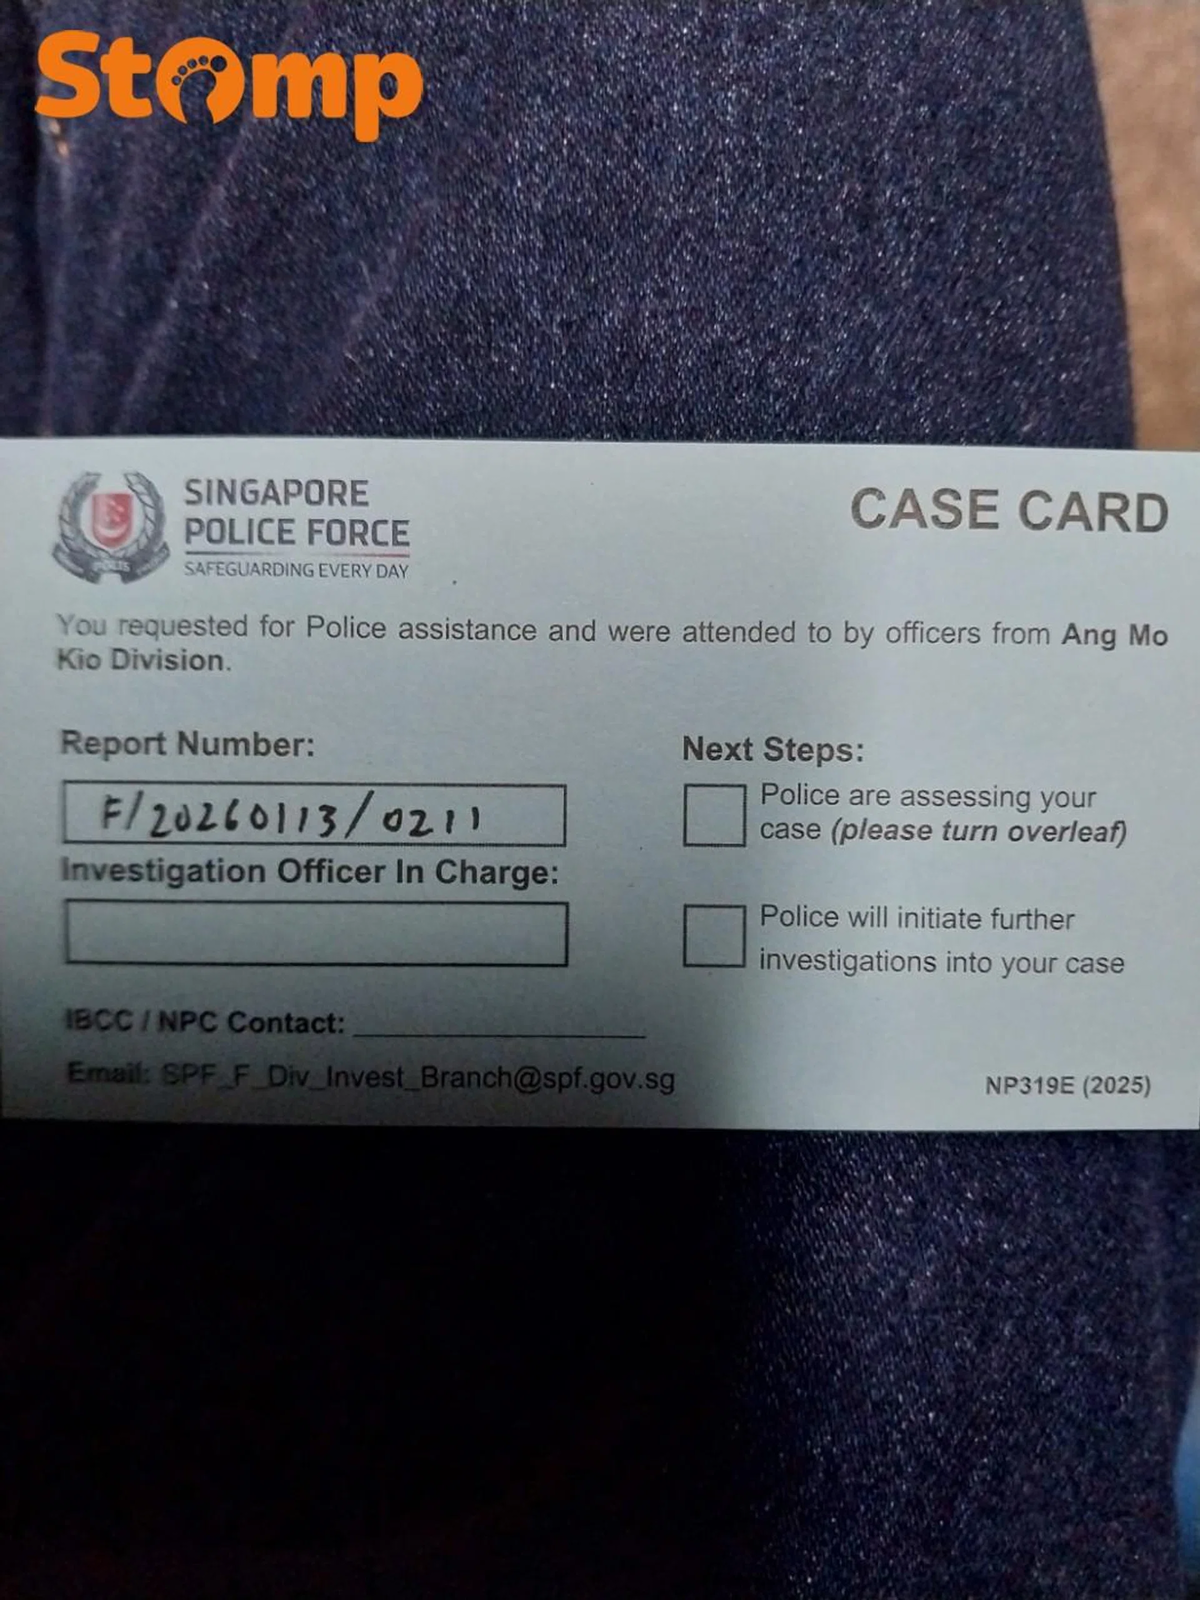 Stomp
SINGAPORE
POLICE FORCE
SAFEGUARDING EVERY DAY
CASE CARD
You requested for Police assistance and were attended to by officers from Ang Mo
Kio Division.
Report Number:
F/20260113/0211
Investigation Officer In Charge:
Next Steps:
Police are assessing your
case (please turn overleaf)
Police will initiate further
investigations into your case
IBCC / NPC Contact:
Email: SPF_F_Div_Invest_Branch@spf.gov.sg
NP319E (2025)